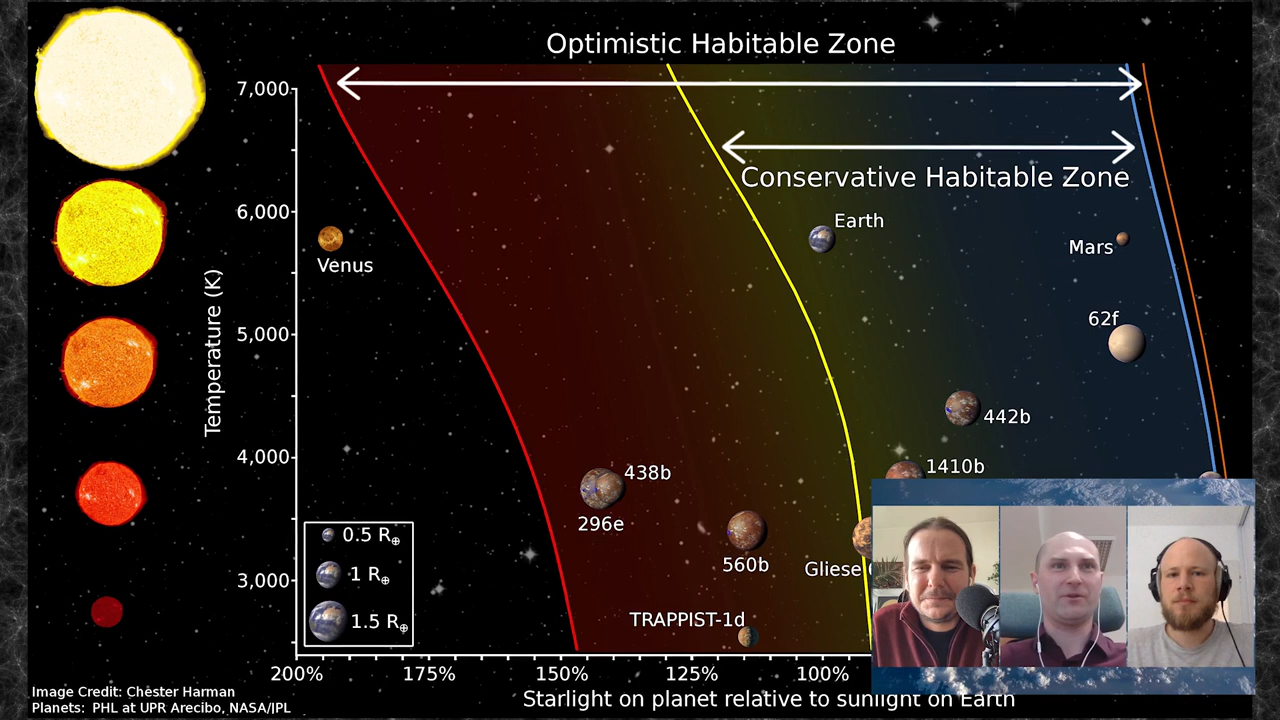 Optimistic Habitable Zone
7,000
Conservative Habitable Zone
6,000
Earth
Venus
Mars
Temperature (K)
5,000
62f
442b
4,000
438b
1410b
296e
0.5 R⊕
560b
Gliese
1 R⊕
3,000
1.5 R⊕
TRAPPIST-1d
200% 175% 150% 125% 100%
Starlight on planet relative to sunlight on Earth
Image Credit: Chester Harman
Planets: PHL at UPR Arecibo, NASA/JPL